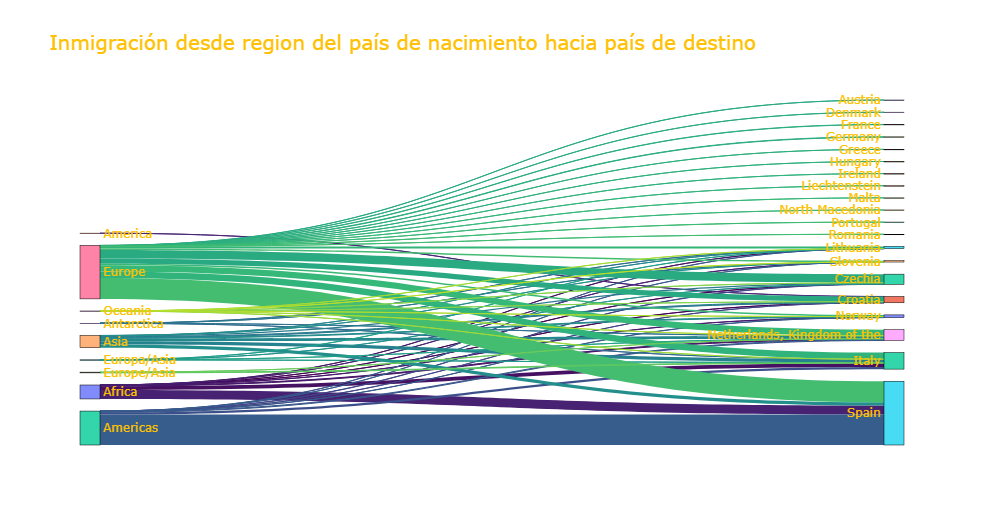 Inmigración desde region del país de nacimiento hacia país de destino
Austria
Denmark
France
Germany
Greece
Hungary
Ireland
Liechtenstein
Malta
North Macedonia
Portugal
Romania
Lithuania
Slovenia
Czechia
Croatia
Norway
Netherlands, Kingdom of the
Italy
Spain
America
Europe
Oceania
Antarctica
Asia
Europe/Asia
Europe/Asia
Africa
Americas